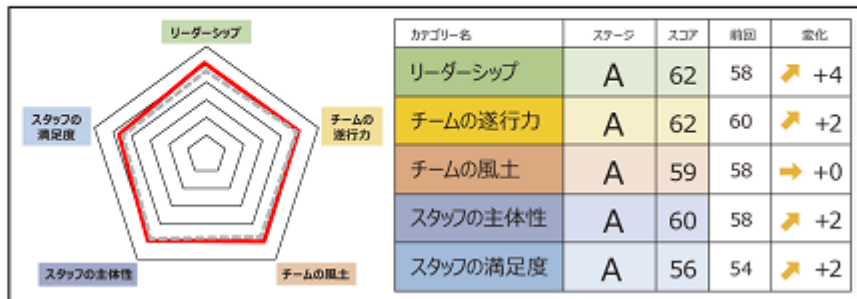 リーダーシップ
スタッフの
満足度
チームの
遂行力
スタッフの主体性
チームの風土
カテゴリー名 ステージ スコア 前回 変化
リーダーシップ A 62 58 +4
チームの遂行力 A 62 60 +2
チームの風土 A 59 58 +0
スタッフの主体性 A 60 58 +2
スタッフの満足度 A 56 54 +2